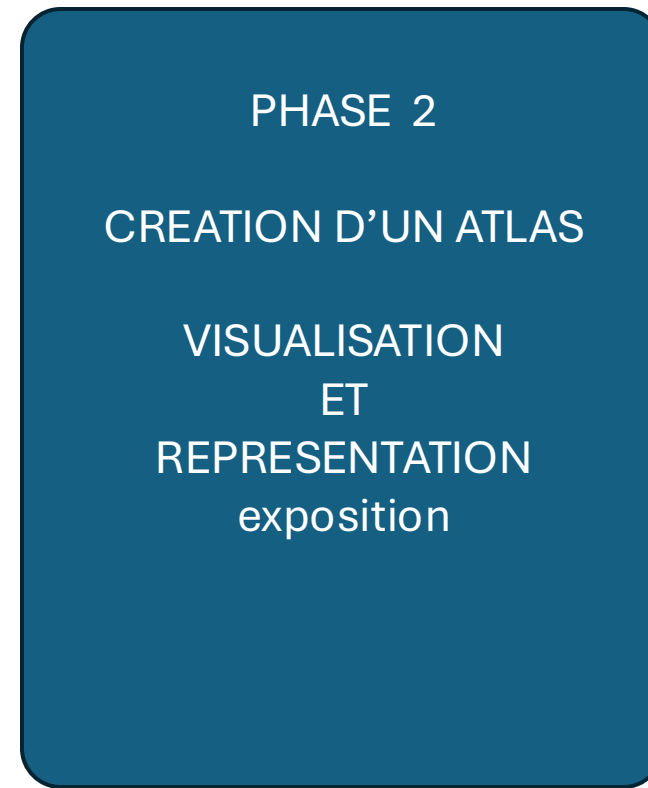 PHASE 2
CREATION D’UN ATLAS
VISUALISATION
ET
REPRESENTATION
exposition